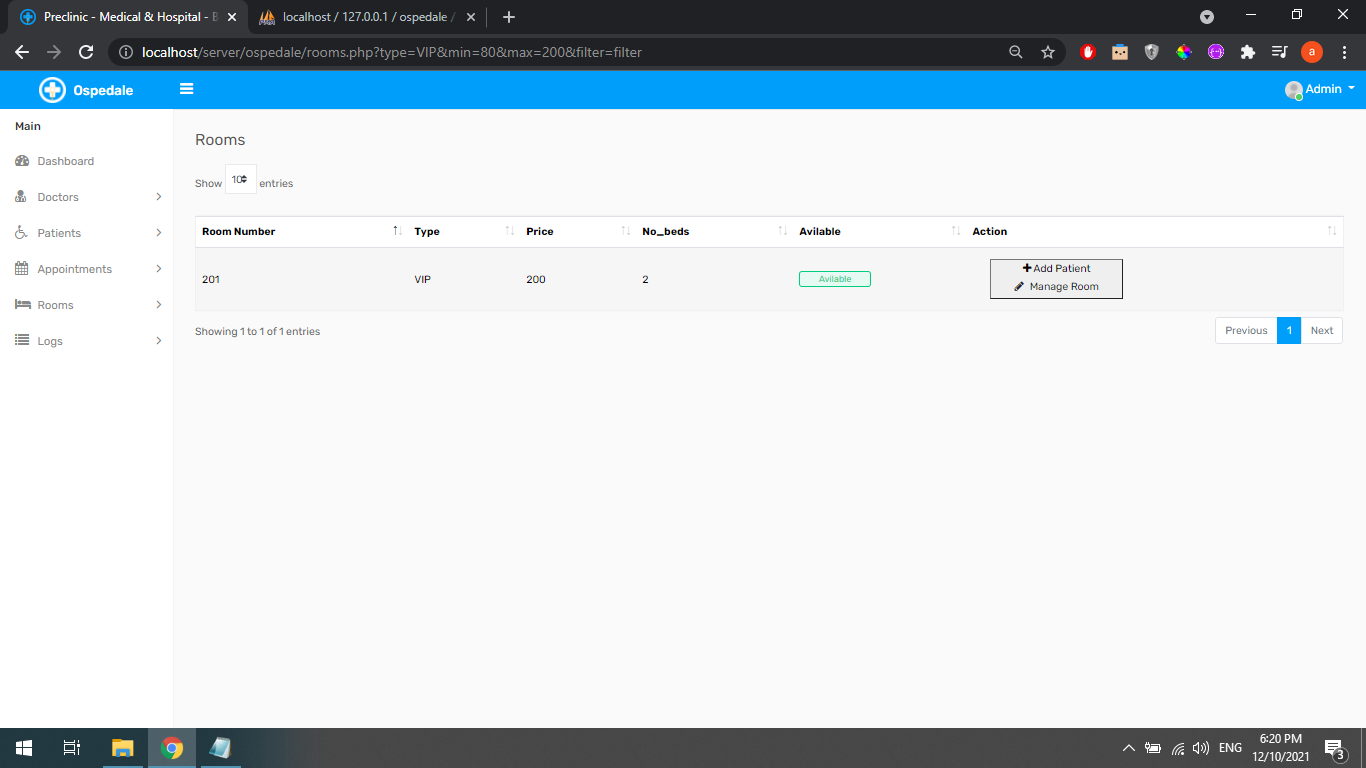 Preclinic - Medical & Hospital - B
localhost / 127.0.0.1 / ospedale /
localhost/server/ospedale/rooms.php?type=VIP&min=80&max=200&filter=filter
a
Ospedale
Admin
Main
Dashboard
Doctors
Patients
Appointments
Rooms
Logs
Rooms
Show 10 entries
Room Number Type Price No_beds Avilable Action
201 VIP 200 2 Avilable
Add Patient
Manage Room
Showing 1 to 1 of 1 entries
Previous 1 Next
ENG
6:20 PM
12/10/2021
3